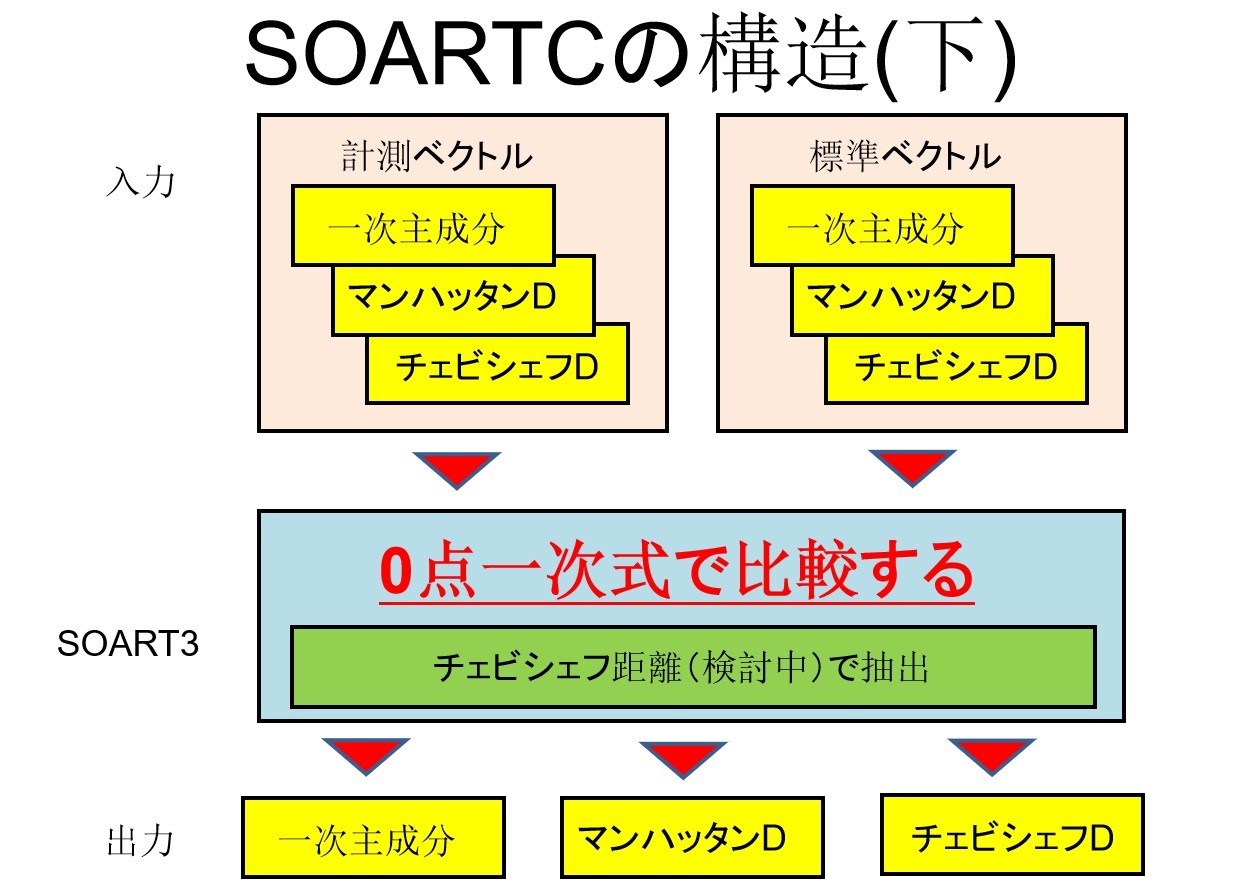 SOARTCの構造(下)
入力
計測ベクトル
一次主成分
マンハッタンD
チェビシェフD
標準ベクトル
一次主成分
マンハッタンD
チェビシェフD
SOART3
0点一次式で比較する
チェビシェフ距離(検討中)で抽出
出力
一次主成分
マンハッタンD
チェビシェフD